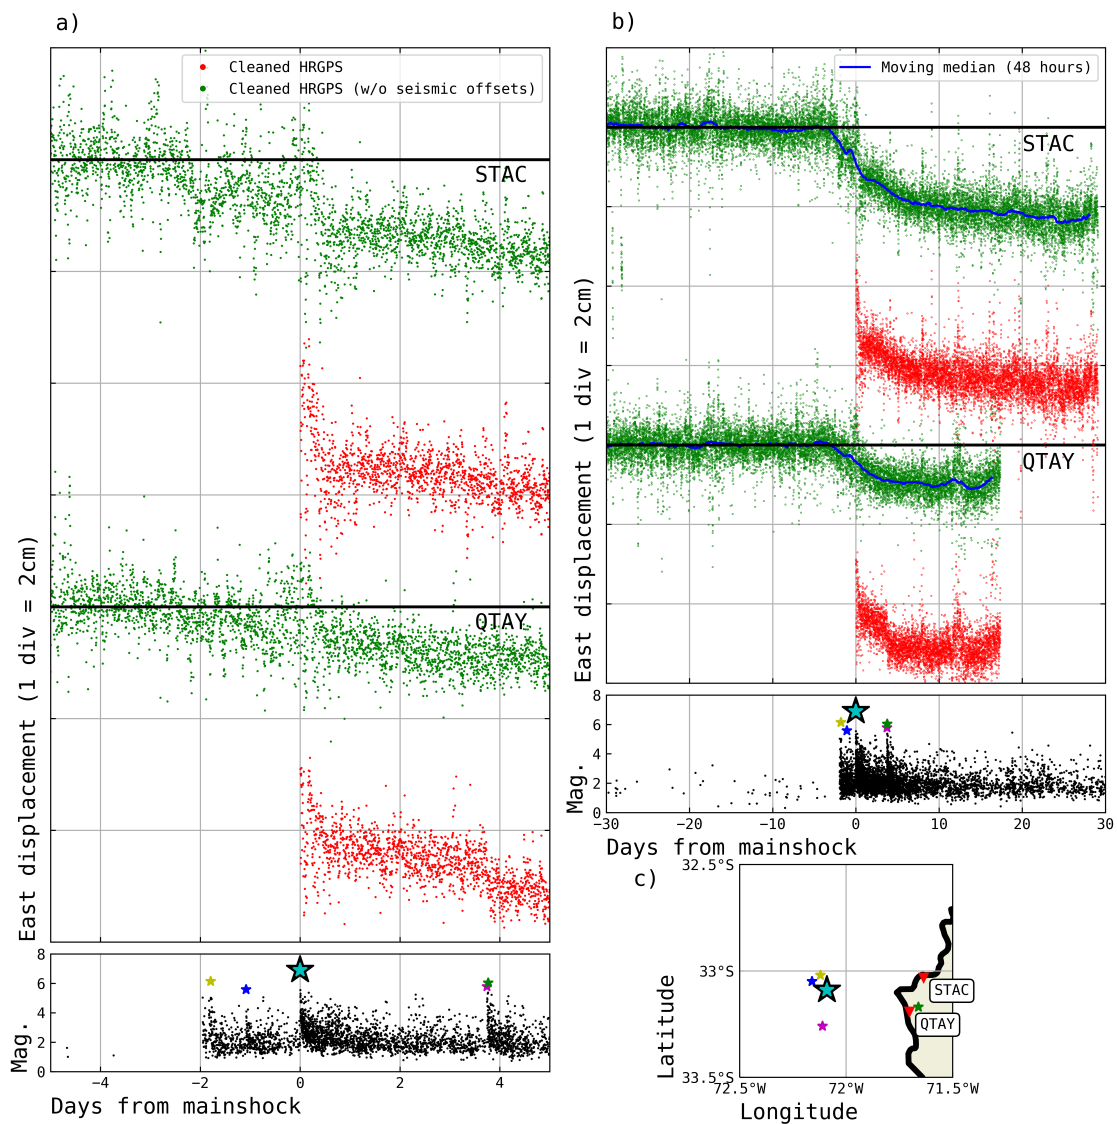 a)
Cleaned HRGPS
Cleaned HRGPS (w/o seismic offsets)
STAC
QTAY
East displacement (1 div = 2cm)
8
6
4
2
0
Mag.
−4
−2
0
2
4
Days from mainshock
b)
Moving median (48 hours)
STAC
QTAY
East displacement (1 div = 2cm)
8
6
4
2
0
Mag.
−30
−20
−10
0
10
20
30
Days from mainshock
c)
32.5°S
33°S
33.5°S
Latitude
STAC
QTAY
72.5°W
72°W
71.5°W
Longitude